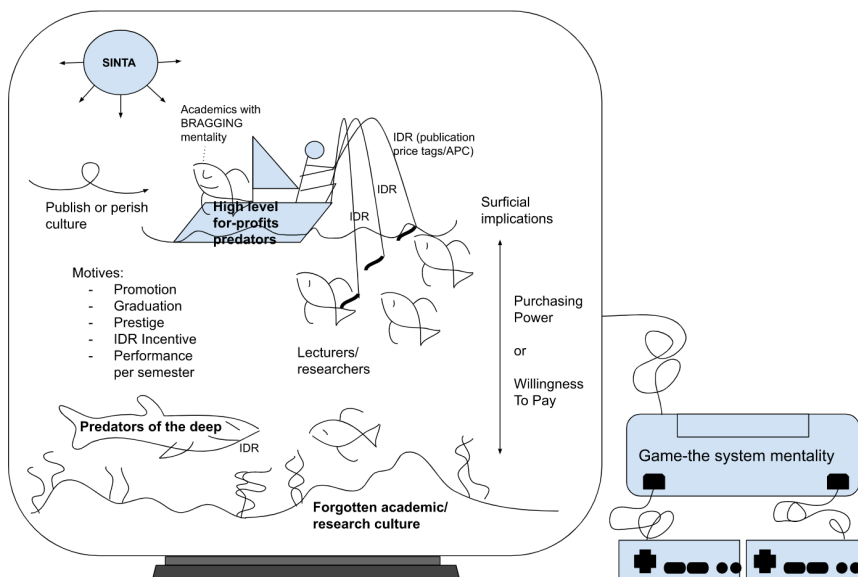 SINTA
Academics with
BRAGGING
mentality
IDR (publication
price tags/APC)
IDR
IDR
Publish or perish
culture
High level
for-profits
predators
Surficial
implications
Motives:
- Promotion
- Graduation
- Prestige
- IDR Incentive
- Performance
per semester
Lecturers/
researchers
Purchasing
Power
or
Willingness
To Pay
Predators of the deep
IDR
Game-the system mentality
Forgotten academic/
research culture